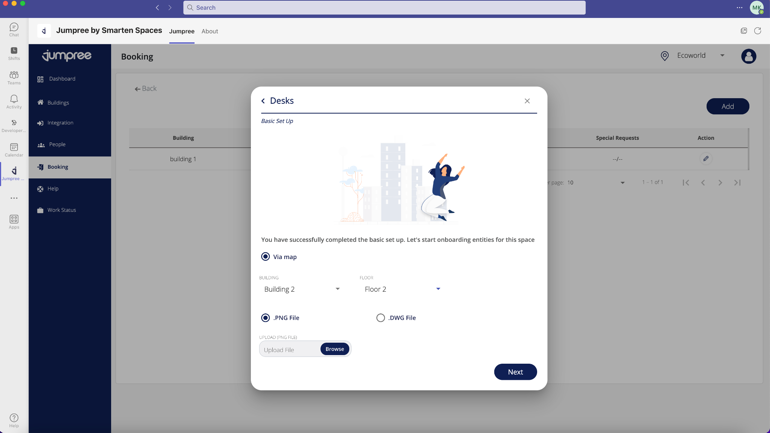 Search
MK
Jumpree by Smarten Spaces
Jumpree
About
Chat
Shifts
Teams
Activity
Developer...
Calendar
Jumpree ...
Apps
Help
Jumpree
Dashboard
Buildings
Integration
People
Booking
Help
Work Status
Booking
Ecoworld
Back
Add
Building
Special Requests
Action
building 1
--/--
page: 10
1 - 1 of 1
Desks
Basic Set Up
You have successfully completed the basic set up. Let's start onboarding entities for this space
Via map
BUILDING
FLOOR
Building 2
Floor 2
.PNG File
.DWG File
UPLOAD (PNG FILE)
Upload File
Browse
Next